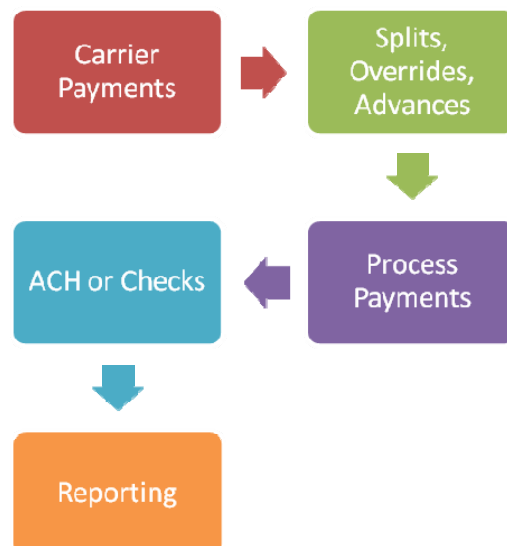 Carrier
Payments
Splits,
Overrides,
Advances
Process
Payments
ACH or Checks
Reporting